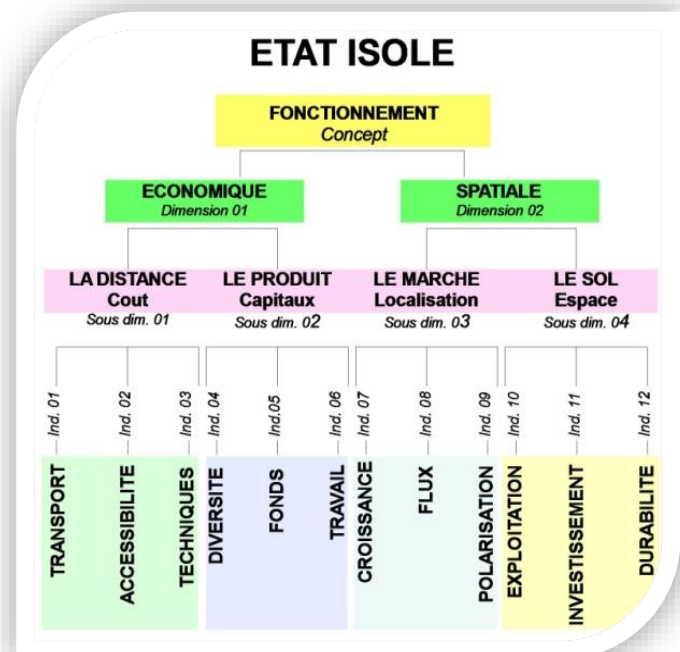 ETAT ISOLE
FONCTIONNEMENT
Concept
ECONOMIQUE
Dimension 01
SPATIALE
Dimension 02
LA DISTANCE
Cout
Sous dim. 01
LE PRODUIT
Capitaux
Sous dim. 02
LE MARCHE
Localisation
Sous dim. 03
LE SOL
Espace
Sous dim. 04
Ind. 01
Ind. 02
Ind. 03
Ind. 04
Ind.05
Ind. 06
Ind. 07
Ind. 08
Ind. 09
Ind. 10
Ind. 11
Ind. 12
TRANSPORT
ACCESSIBILITE
TECHNIQUES
DIVERSITE
FONDS
TRAVAIL
CROISSANCE
FLUX
POLARISATION
EXPLOITATION
INVESTISSEMENT
DURABILITE